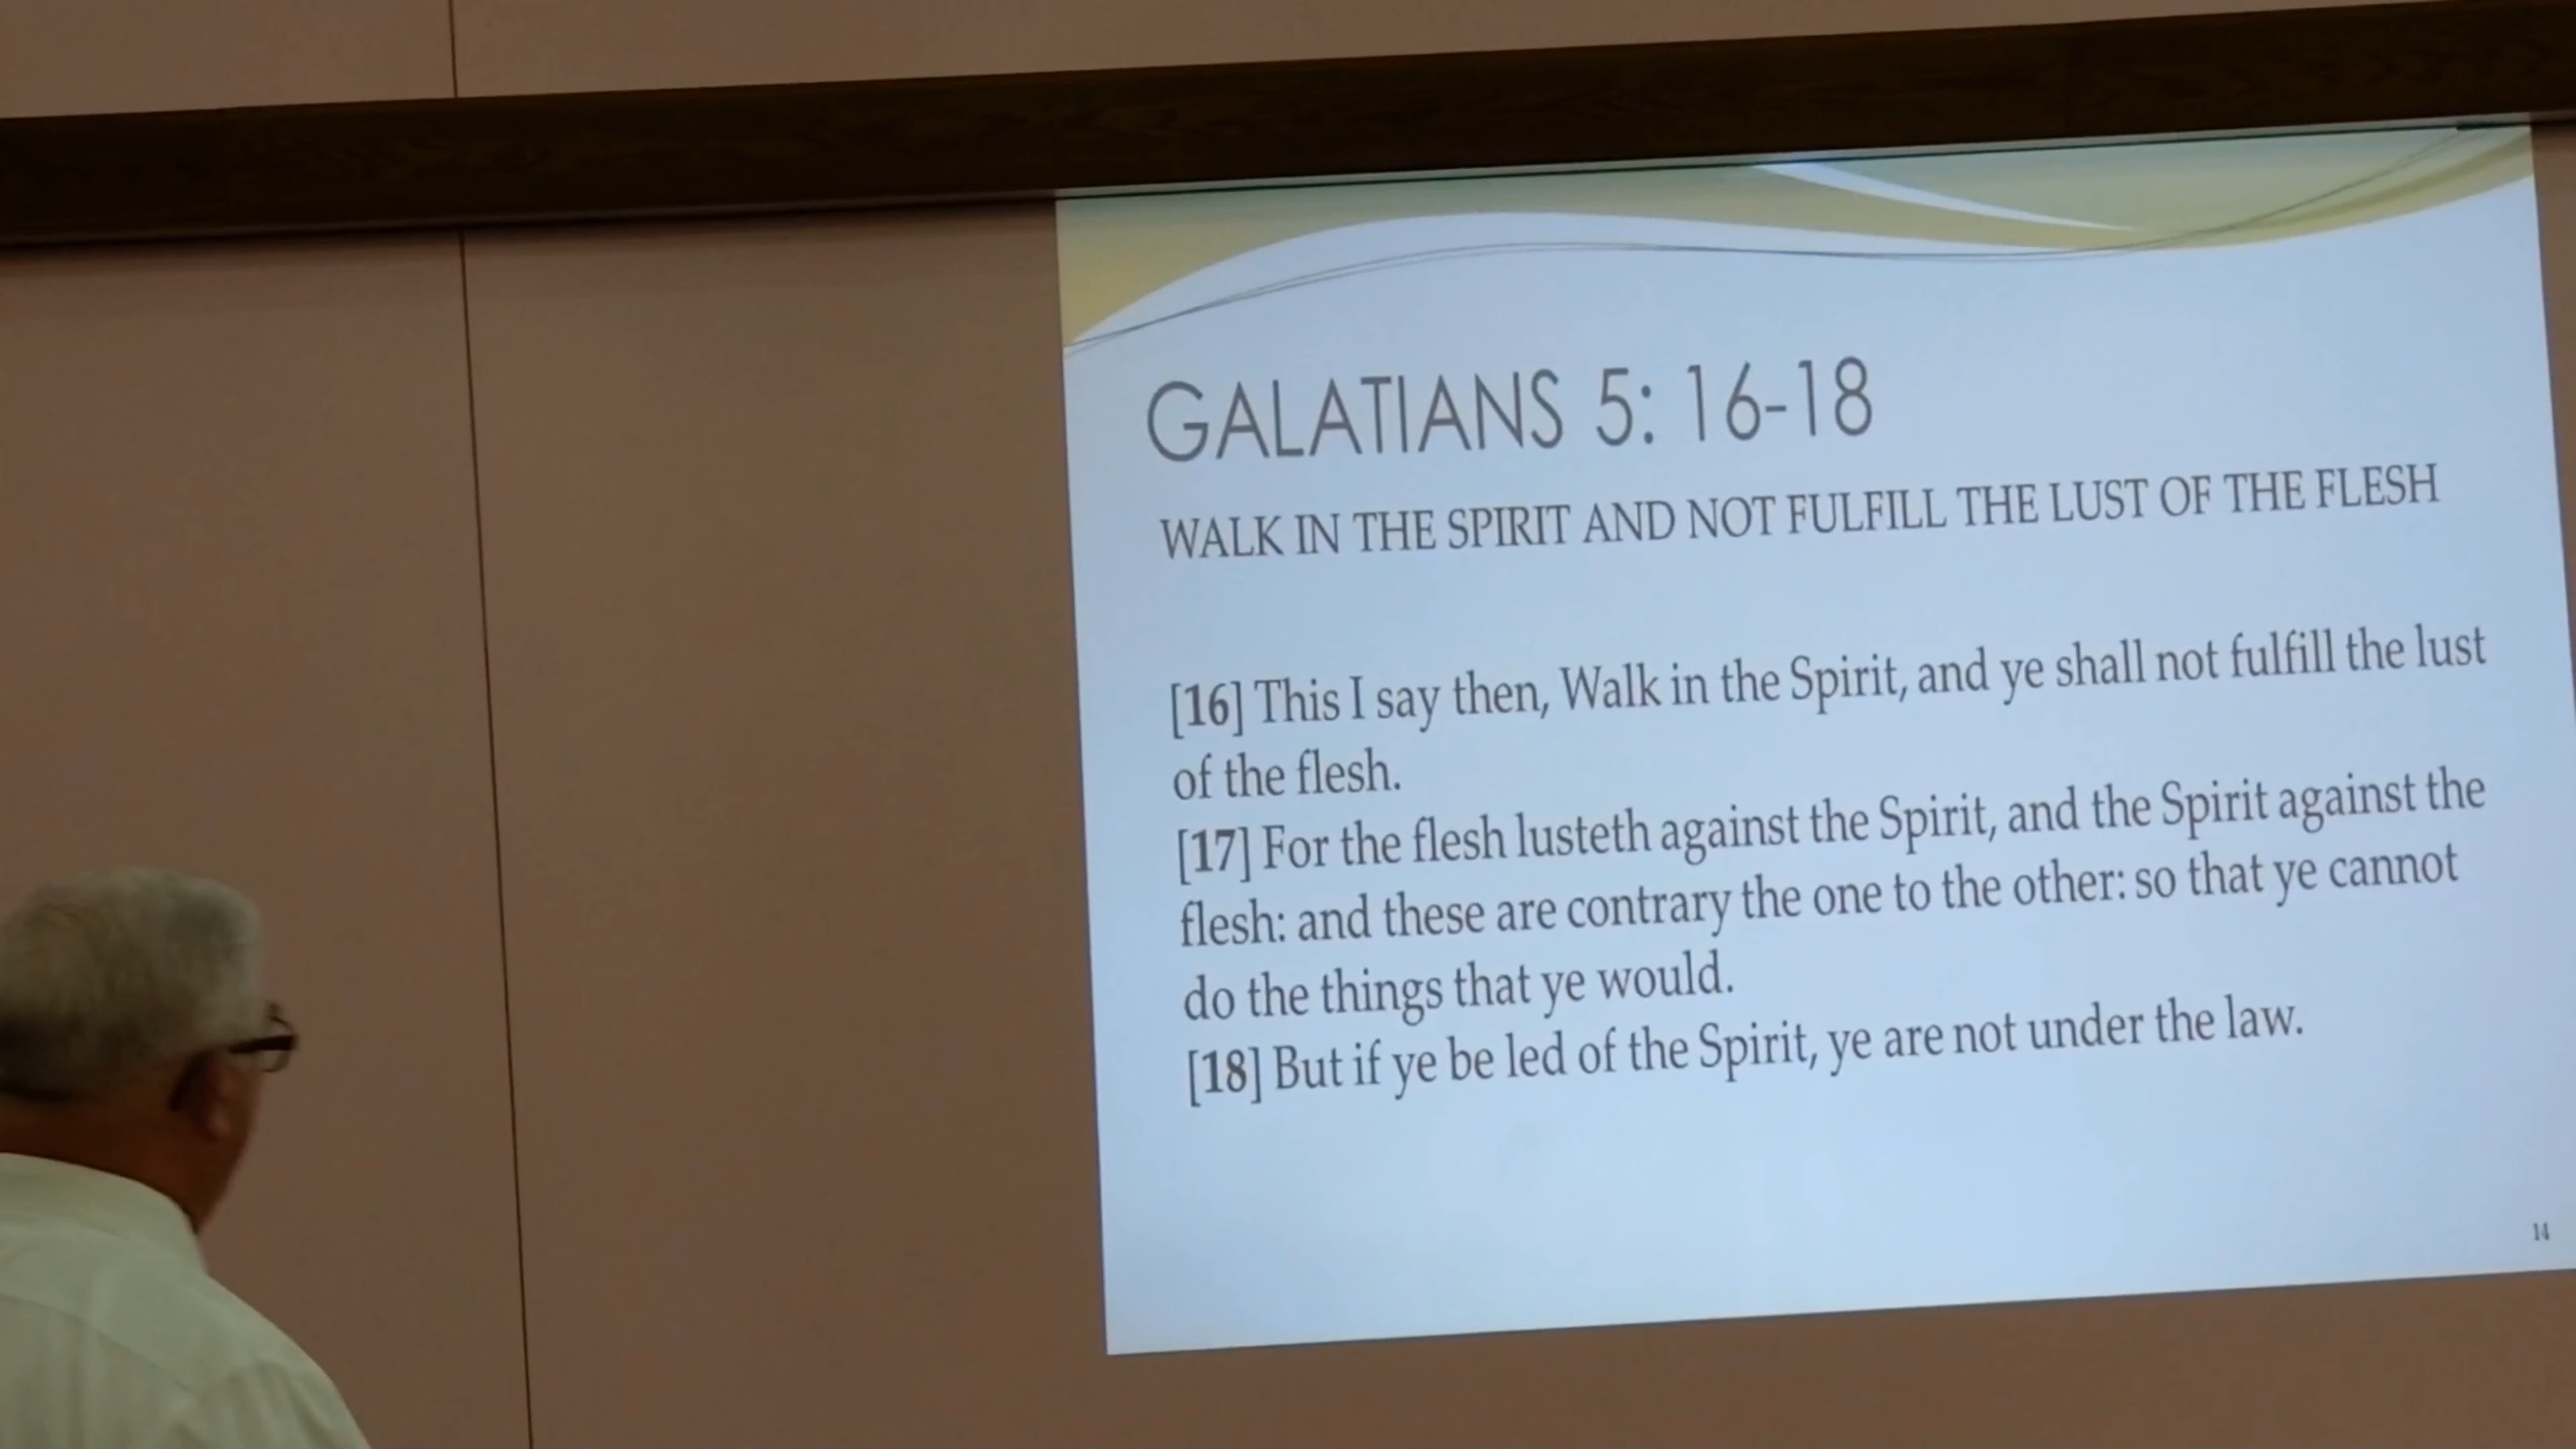 GALATIANS 5: 16-18
WALK IN THE SPIRIT AND NOT FULFILL THE LUST OF THE FLESH
[16] This I say then, Walk in the Spirit, and ye shall not fulfill the lust
of the flesh.
[17] For the flesh lusteth against the Spirit, and the Spirit against the
flesh: and these are contrary the one to the other: so that ye cannot
do the things that ye would.
[18] But if ye be led of the Spirit, ye are not under the law.
14